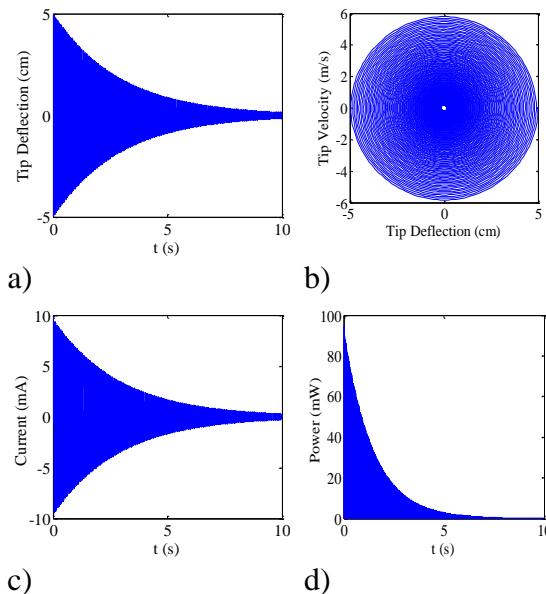 5
0
-5
0
5
10
Tip Deflection (cm)
t (s)
a)
6
4
2
0
-2
-4
-6
-5
0
5
Tip Velocity (m/s)
Tip Deflection (cm)
b)
10
5
0
-5
-10
0
5
10
Current (mA)
t (s)
c)
100
80
60
40
20
0
0
5
10
Power (mW)
t (s)
d)